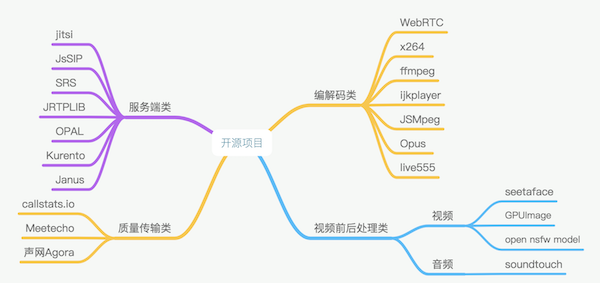 开源项目
服务端类
jitsi
JsSIP
SRS
JRTPLIB
OPAL
Kurento
Janus
质量传输类
callstats.io
Meetecho
声网Agora
编解码类
WebRTC
x264
ffmpeg
ijkplayer
JSMpeg
Opus
live555
视频前后处理类
视频
seetaface
GPUImage
open nsfw model
音频
soundtouch